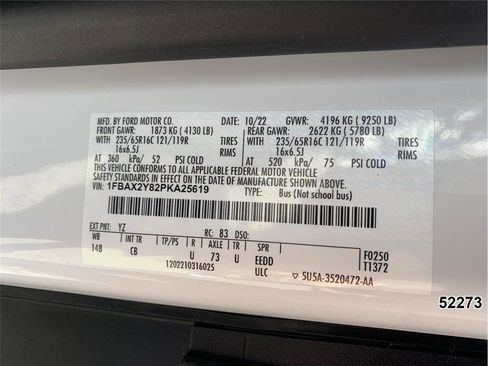 MFD. BY FORD MOTOR CO. 10/22 GVWR: 4196 KG ( 9250 LB)
FRONT GAWR: 1873 KG ( 4130 LB) REAR GAWR: 2622 KG ( 5780 LB)
WITH 235/65R16C 121/119R TIRES WITH 235/65R16C 121/119R TIRES
16x6.5J RIMS 16x6.5J RIMS
AT 360 kPa/ 52 PSI COLD AT 520 kPa/ 75 PSI COLD
THIS VEHICLE CONFORMS TO ALL APPLICABLE FEDERAL MOTOR VEHICLE
SAFETY STANDARDS IN EFFECT ON THE DATE OF MANUFACTURE SHOWN ABOVE.
VIN: 1FBAX2Y82PKA25619 TYPE: Bus (Not school bus)
EXT PNT: YZ RC: 83 DSO:
WB INT TR TP/PS R AXLE TR SPR F0250
148 CB U 73 U EEDD T1372
1202210316025 ULC 5U5A-3520472-AA
52273